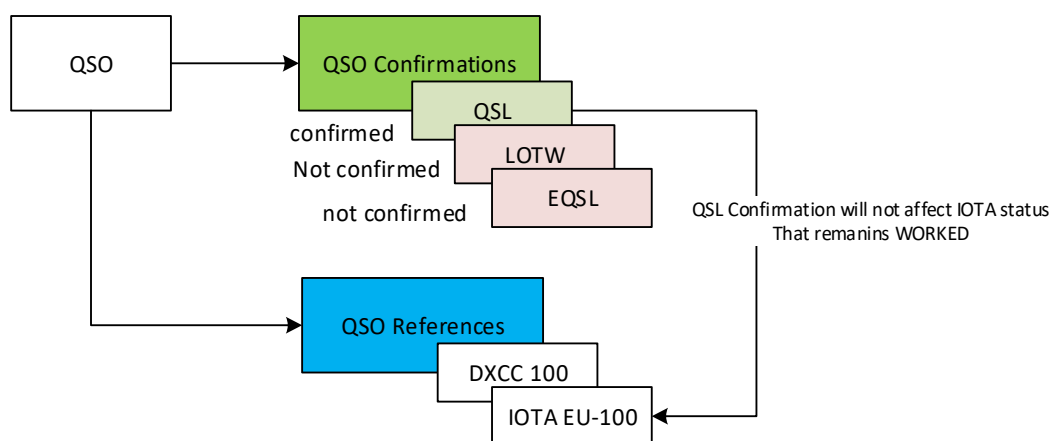 QSO
QSO Confirmations
QSL
confirmed
LOTW
Not confirmed
EQSL
not confirmed
QSL Confirmation will not affect IOTA status
That remanins WORKED
QSO References
DXCC 100
IOTA EU-100